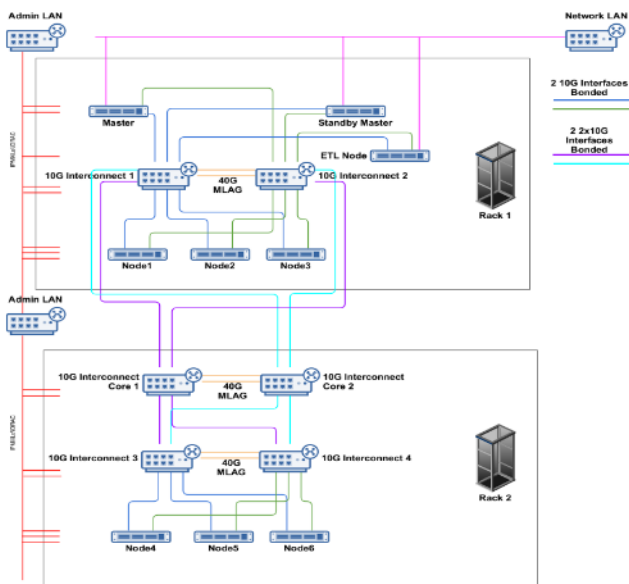 Admin LAN
Network LAN
2 10G Interfaces
Bonded
2 2x10G
Interfaces
Bonded
Master
Standby Master
ETL Node
10G Interconnect 1
40G
MLAG
10G Interconnect 2
Rack 1
Node1
Node2
Node3
Admin LAN
10G Interconnect
Core 1
40G
MLAG
10G Interconnect
Core 2
10G Interconnect 3
40G
MLAG
10G Interconnect 4
Rack 2
Node4
Node5
Node6